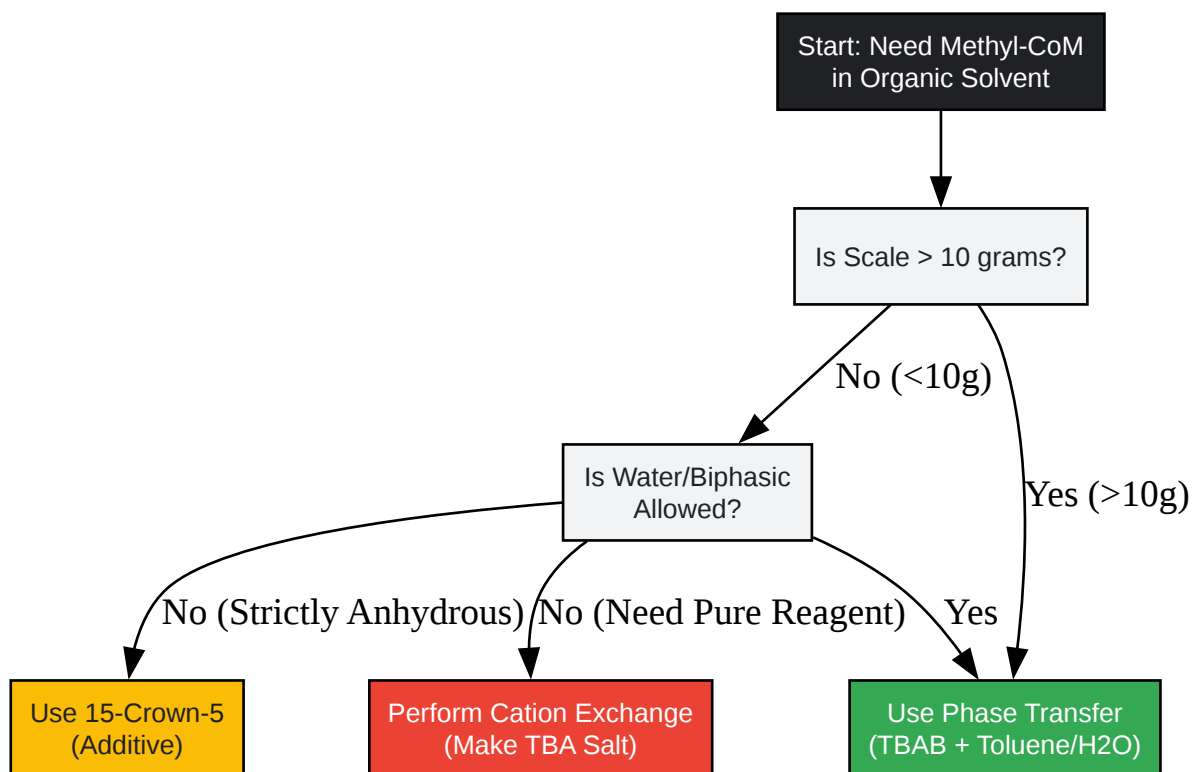 Start: Need Methyl-CoM
in Organic Solvent
Is Scale > 10 grams?
No (<10g)
Yes (>10g)
Is Water/Biphasic
Allowed?
No (Strictly Anhydrous)
No (Need Pure Reagent)
Yes
Use 15-Crown-5
(Additive)
Perform Cation Exchange
(Make TBA Salt)
Use Phase Transfer
(TBAB + Toluene/H2O)